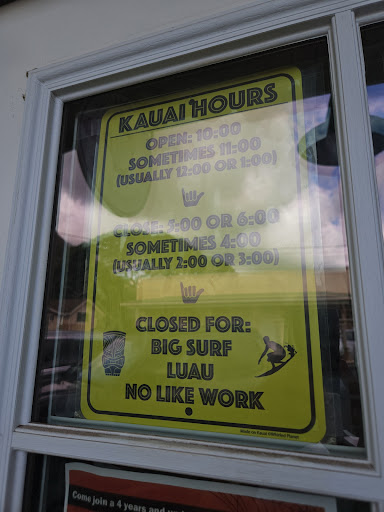 KAUAI HOURS
OPEN: 10:00
SOMETIMES 11:00
(USUALLY 12:00 OR 1:00)
CLOSE: 5:00 OR 6:00
SOMETIMES 4:00
(USUALLY 2:00 OR 3:00)
CLOSED FOR:
BIG SURF
LUAU
NO LIKE WORK
Come join a 4 years and